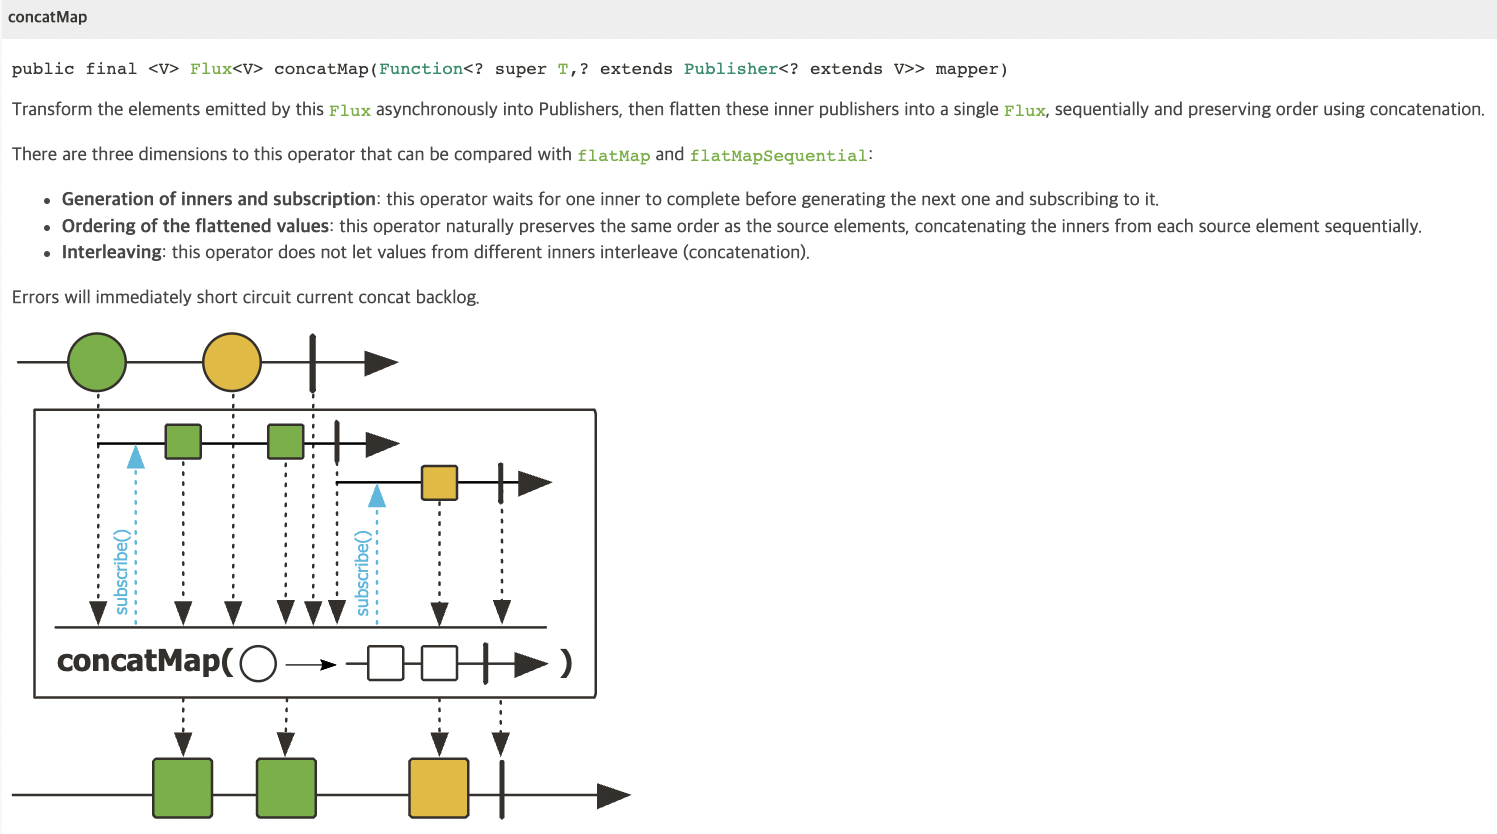 concatMap
public final <V> Flux<V> concatMap(Function<? super T,? extends Publisher<? extends V>> mapper)
Transform the elements emitted by this Flux asynchronously into Publishers, then flatten these inner publishers into a single Flux, sequentially and preserving order using concatenation.
There are three dimensions to this operator that can be compared with flatMap and flatMapSequential:
• Generation of inners and subscription: this operator waits for one inner to complete before generating the next one and subscribing to it.
• Ordering of the flattened values: this operator naturally preserves the same order as the source elements, concatenating the inners from each source element sequentially.
• Interleaving: this operator does not let values from different inners interleave (concatenation).
Errors will immediately short circuit current concat backlog.
subscribe()
subscribe()
concatMap( )